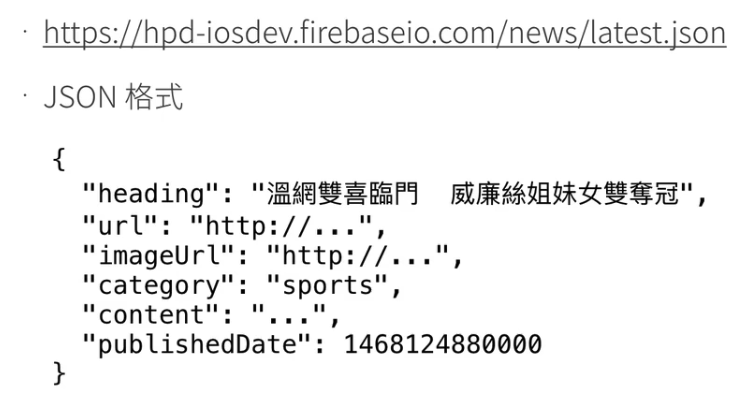 · https://hpd-iosdev.firebaseio.com/news/latest.json
· JSON 格式
{
"heading": "溫網雙喜臨門　威廉絲姐妹女雙奪冠",
"url": "http://...",
"imageUrl": "http://...",
"category": "sports",
"content": "...",
"publishedDate": 1468124880000
}